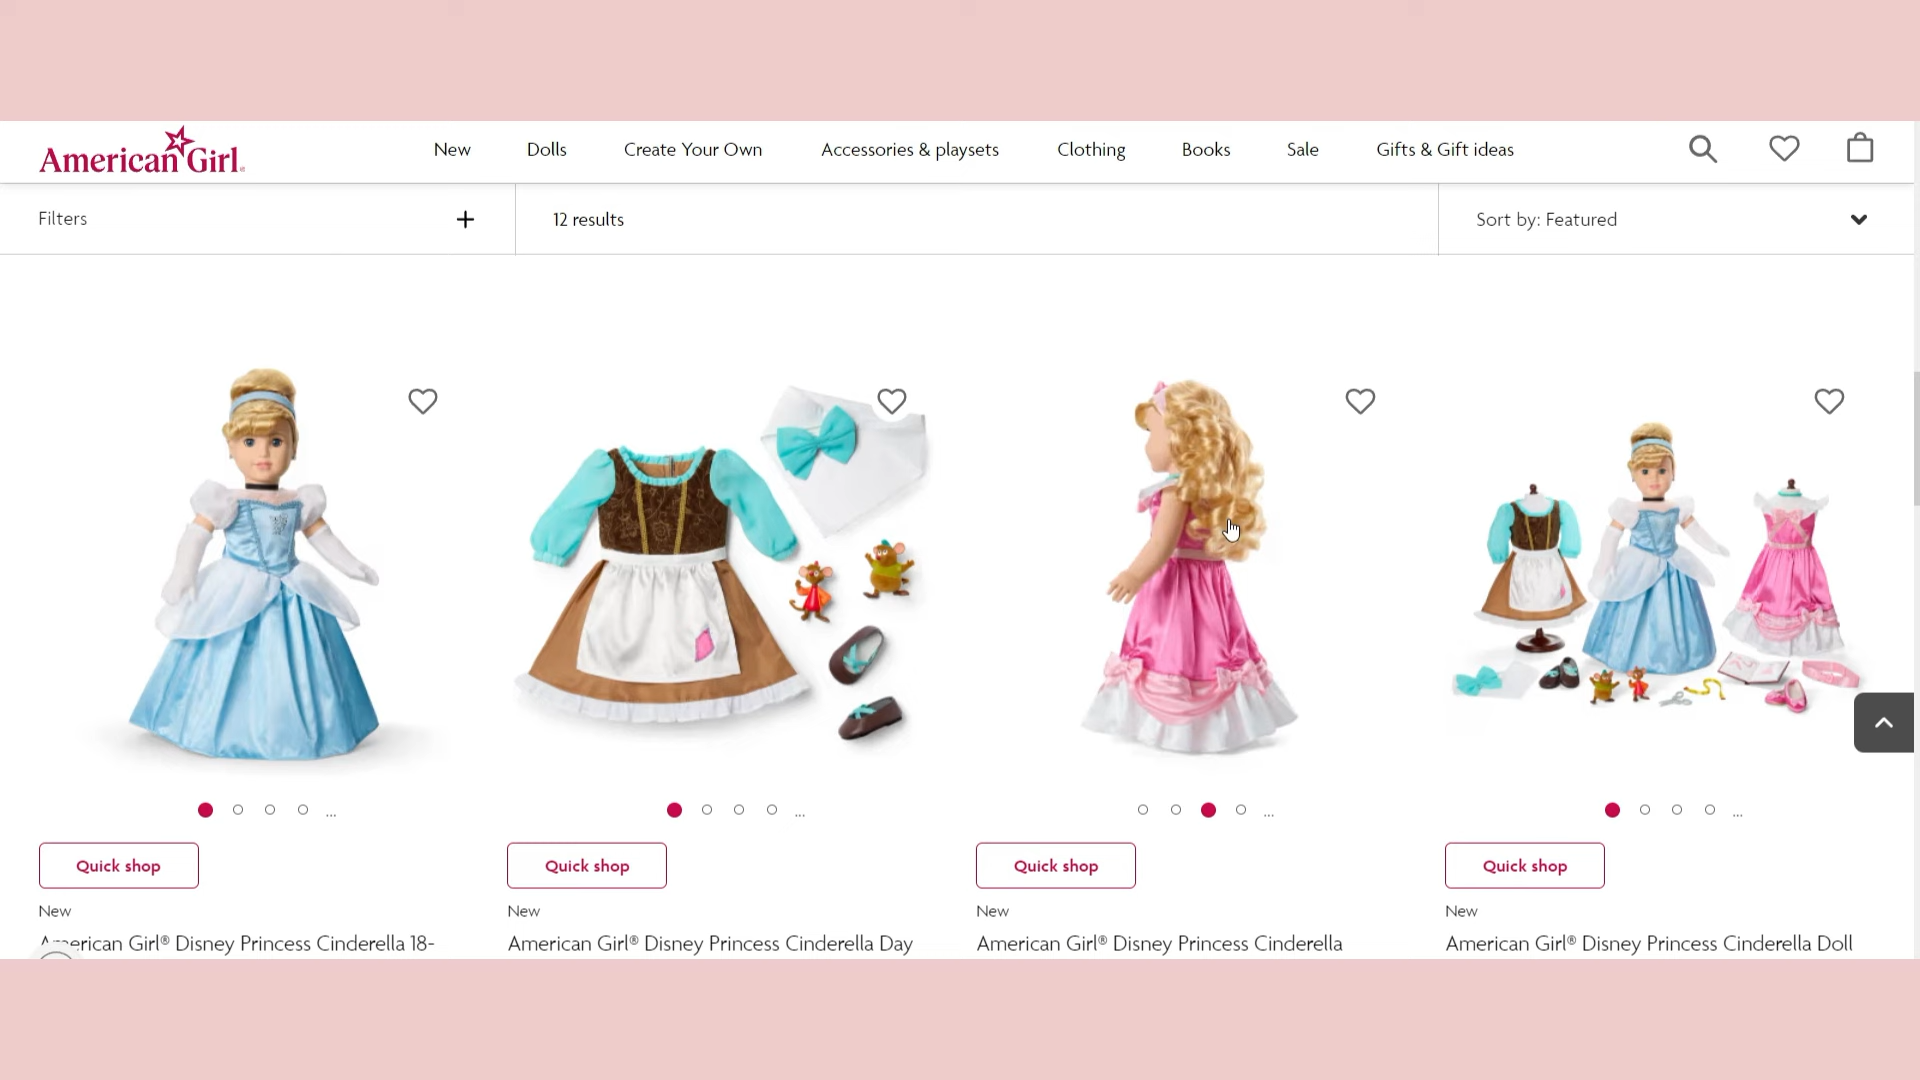 American Girl
New
Dolls
Create Your Own
Accessories & playsets
Clothing
Books
Sale
Gifts & Gift ideas
Filters
12 results
Sort by: Featured
...
...
...
...
Quick shop
Quick shop
Quick shop
Quick shop
New
New
New
New
American Girl® Disney Princess Cinderella 18-
American Girl® Disney Princess Cinderella Day
American Girl® Disney Princess Cinderella
American Girl® Disney Princess Cinderella Doll